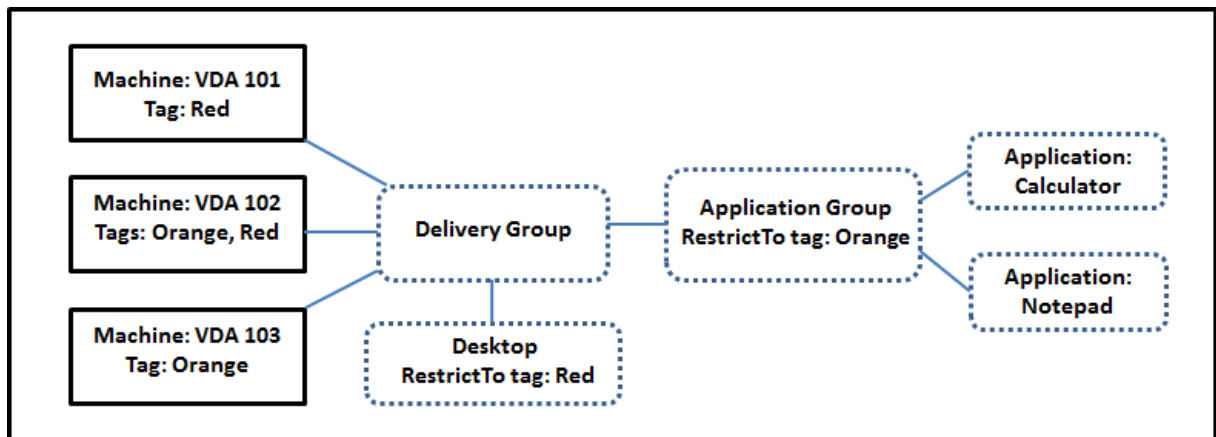 Machine: VDA 101
Tag: Red
Machine: VDA 102
Tags: Orange, Red
Machine: VDA 103
Tag: Orange
Delivery Group
Desktop
RestrictTo tag: Red
Application Group
RestrictTo tag: Orange
Application:
Calculator
Application:
Notepad